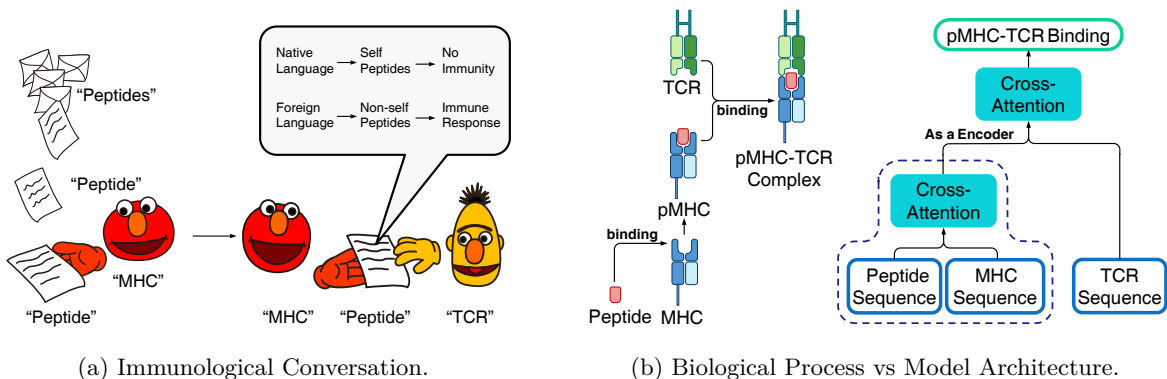 "Peptides"
"Peptide"
"MHC"
"Peptide"
Native Language
Self Peptides
No Immunity
Foreign Language
Non-self Peptides
Immune Response
"MHC"
"Peptide"
"TCR"
(a) Immunological Conversation.
TCR
binding
pMHC-TCR
Complex
pMHC
binding
Peptide
MHC
pMHC-TCR Binding
Cross-
Attention
As a Encoder
Cross-
Attention
Peptide
Sequence
MHC
Sequence
TCR
Sequence
(b) Biological Process vs Model Architecture.